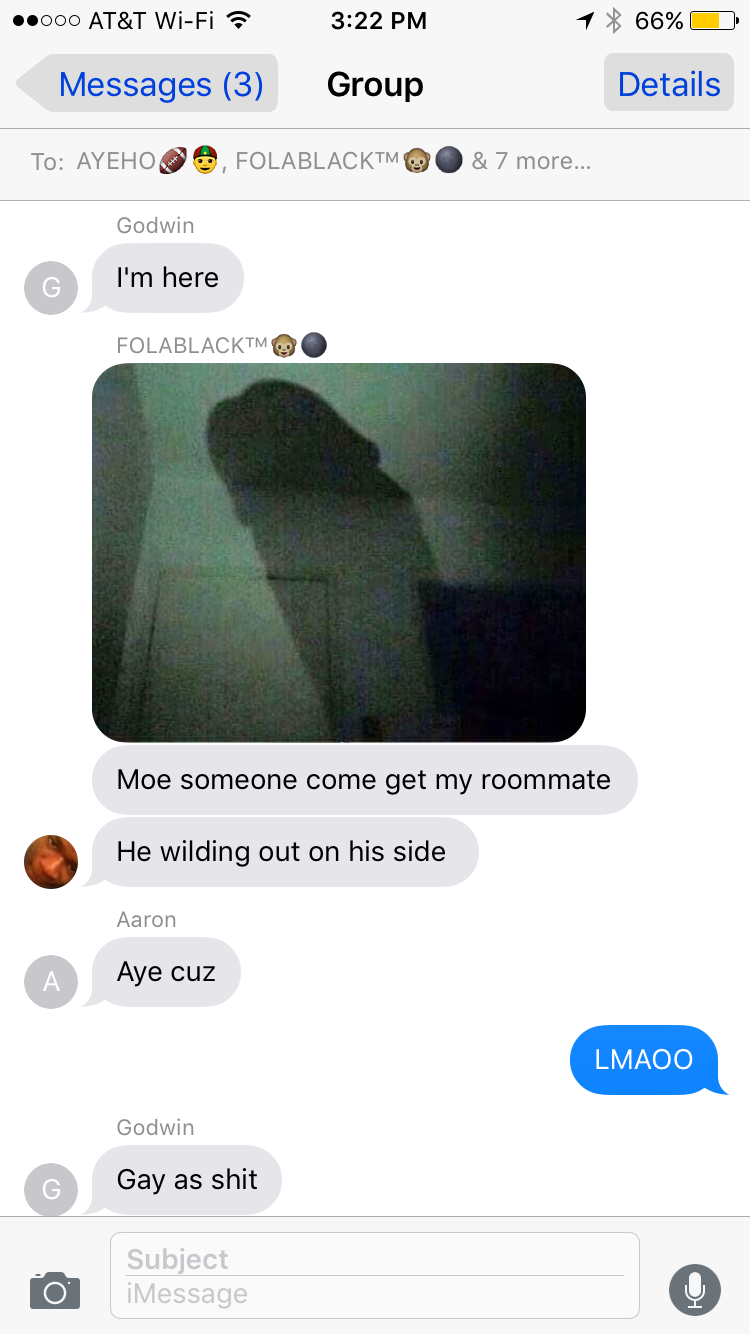 ●●○○○ AT&T Wi-Fi 3:22 PM 66%
Messages (3) Group Details
To: AYEHO🏈👲, FOLABLACK™🐵🌑 & 7 more...
Godwin
G
I'm here
FOLABLACK™🐵🌑
Moe someone come get my roommate
He wilding out on his side
Aaron
A
Aye cuz
LMAOO
Godwin
G
Gay as shit
Subject
iMessage